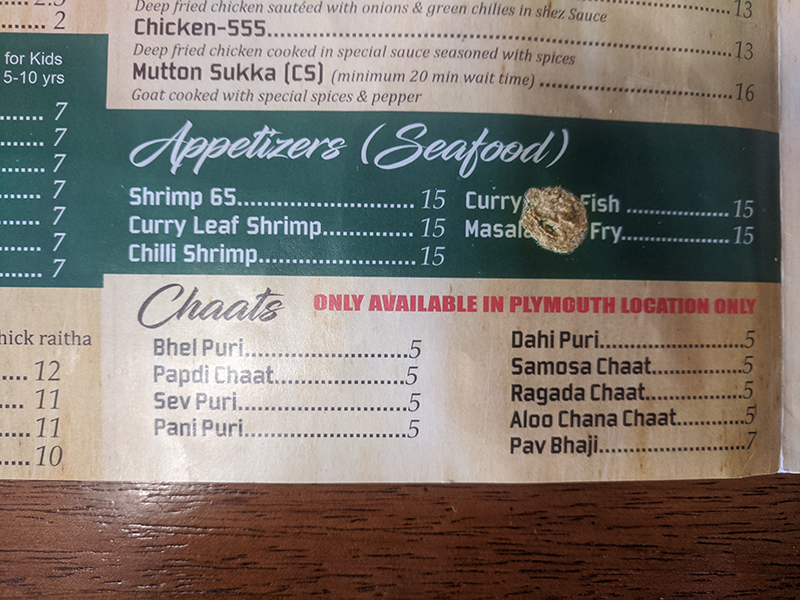 2.5
2
for Kids
5-10 yrs
7
7
7
7
7
7
7
hick raitha
12
11
11
10
Deep fried chicken sautéed with onions & green chilies in shez Sauce 13
Chicken-555
Deep fried chicken cooked in special sauce seasoned with spices 13
Mutton Sukka (CS) (minimum 20 min wait time) 16
Goat cooked with special spices & pepper
Appetizers (Seafood)
Shrimp 65 15
Curry Leaf Shrimp 15
Chilli Shrimp 15
Curry Fish 15
Masala Fry 15
Chaats ONLY AVAILABLE IN PLYMOUTH LOCATION ONLY
Bhel Puri 5
Papdi Chaat 5
Sev Puri 5
Pani Puri 5
Dahi Puri 5
Samosa Chaat 5
Ragada Chaat 5
Aloo Chana Chaat 5
Pav Bhaji 7